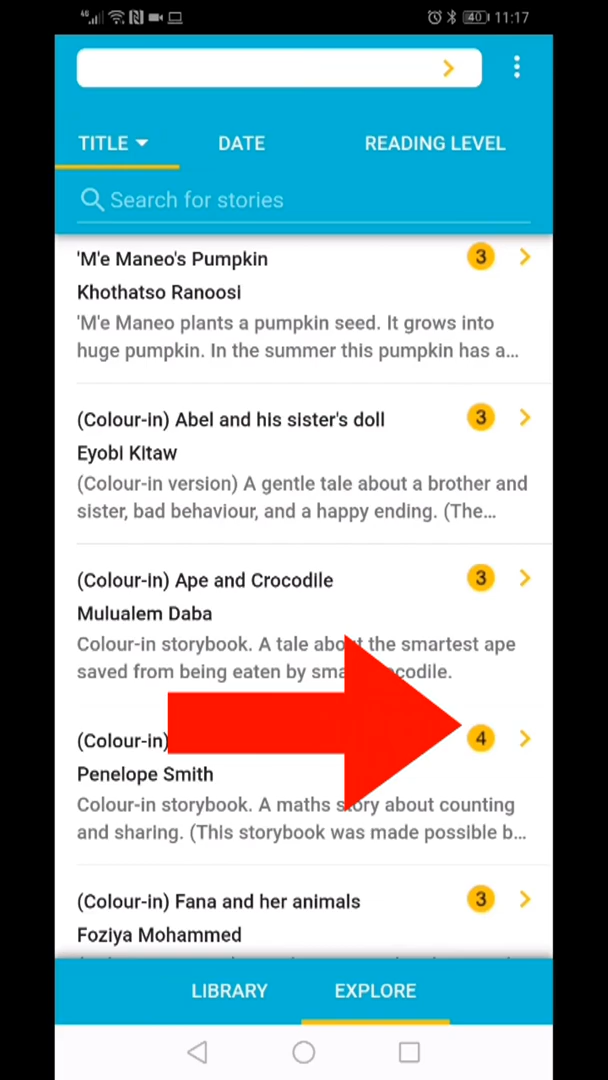 4G 40 11:17
TITLE DATE READING LEVEL
Search for stories
'M'e Maneo's Pumpkin 3
Khothatso Ranoosi
'M'e Maneo plants a pumpkin seed. It grows into
huge pumpkin. In the summer this pumpkin has a...
(Colour-in) Abel and his sister's doll 3
Eyobi Kitaw
(Colour-in version) A gentle tale about a brother and
sister, bad behaviour, and a happy ending. (The...
(Colour-in) Ape and Crocodile 3
Mulualem Daba
Colour-in storybook. A tale about the smartest ape
saved from being eaten by
(Colour-in) 4
Penelope Smith
Colour-in storybook. A maths story about counting
and sharing. (This storybook was made possible b...
(Colour-in) Fana and her animals 3
Foziya Mohammed
LIBRARY EXPLORE